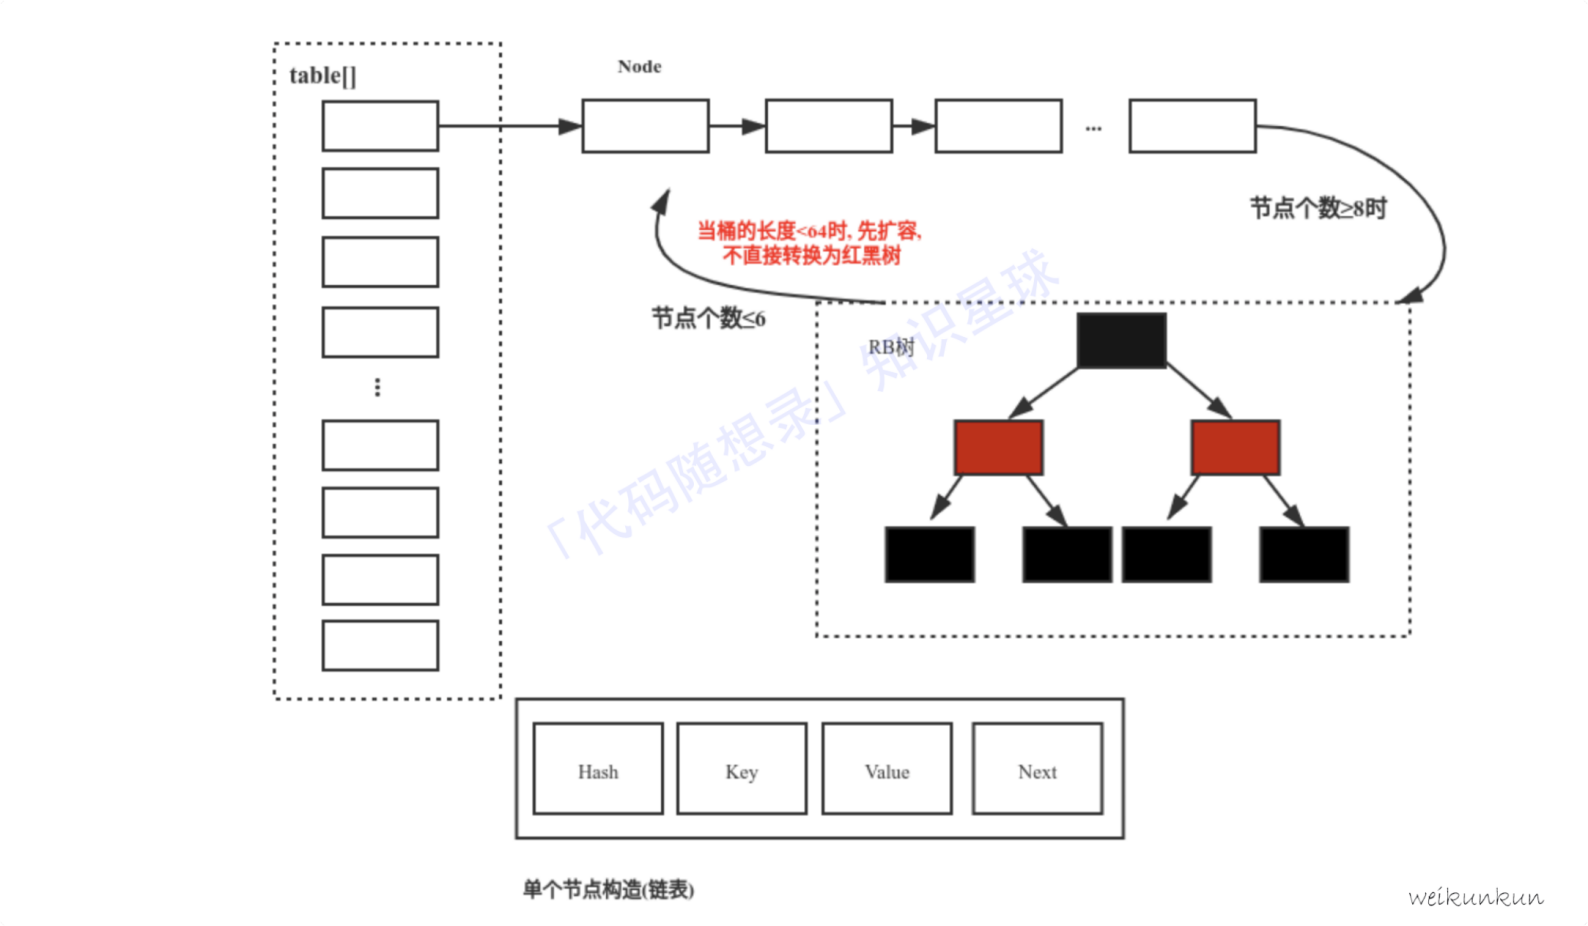 table[]
Node
...
节点个数≥8时
当桶的长度<64时, 先扩容,
不直接转换为红黑树
节点个数≤6
RB树
「代码随想录」知识星球
Hash
Key
Value
Next
单个节点构造(链表)
weikunkun